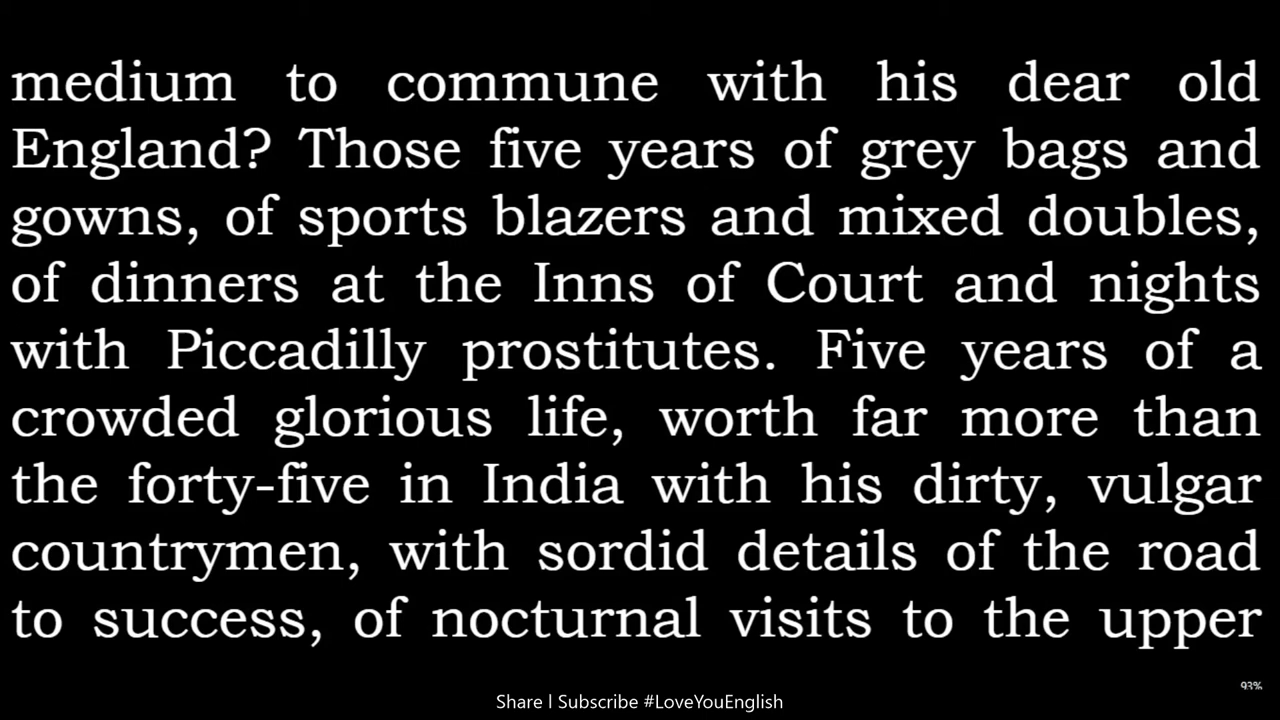 medium to commune with his dear old
England? Those five years of grey bags and
gowns, of sports blazers and mixed doubles,
of dinners at the Inns of Court and nights
with Piccadilly prostitutes. Five years of a
crowded glorious life, worth far more than
the forty-five in India with his dirty, vulgar
countrymen, with sordid details of the road
to success, of nocturnal visits to the upper
93%
Share | Subscribe #LoveYouEnglish